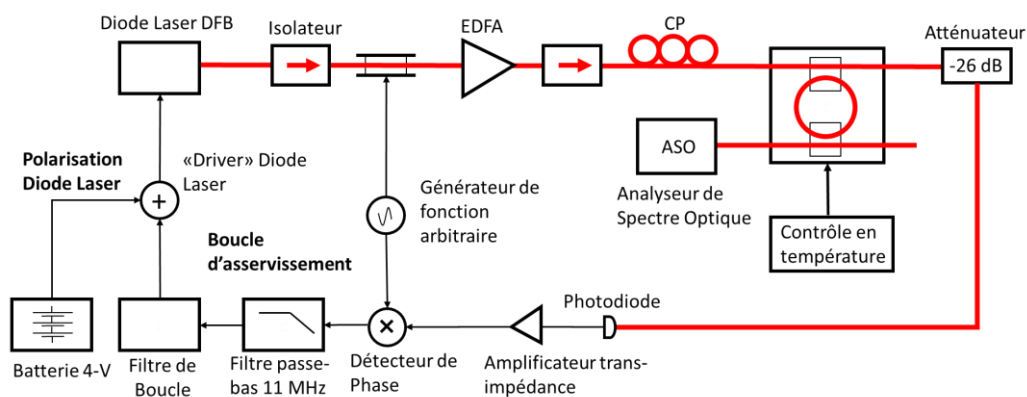 Diode Laser DFB
Isolateur
EDFA
CP
Atténuateur
-26 dB
Polarisation
Diode Laser
«Driver» Diode
Laser
+
Générateur de
fonction
arbitraire
ASO
Analyseur de
Spectre Optique
Contrôle en
température
Boucle
d'asservissement
Photodiode
×
Batterie 4-V
Filtre de
Boucle
Filtre passe-
bas 11 MHz
Détecteur de
Phase
Amplificateur trans-
impédance